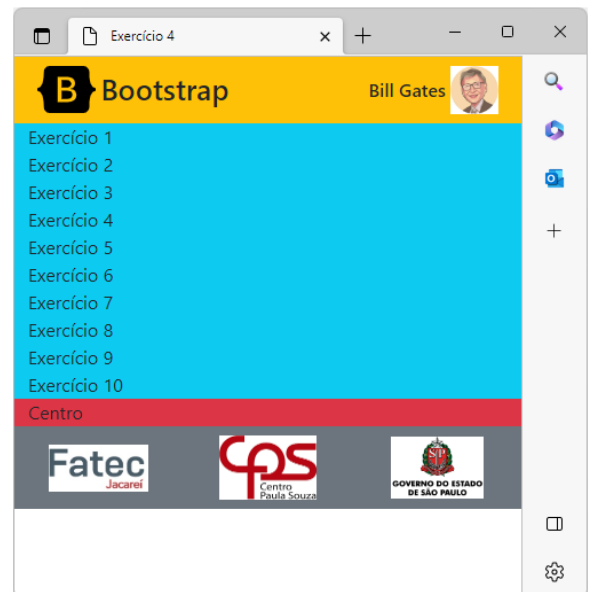 Exercício 4
B Bootstrap
Bill Gates
Exercício 1
Exercício 2
Exercício 3
Exercício 4
Exercício 5
Exercício 6
Exercício 7
Exercício 8
Exercício 9
Exercício 10
Centro
Fatec
Jacareí
CPS
Centro
Paula Souza
SP
GOVERNO DO ESTADO
DE SÃO PAULO